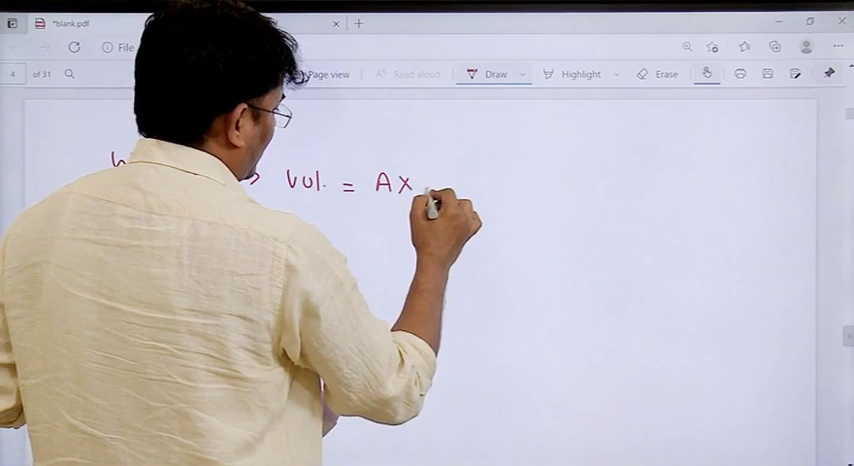 *blank.pdf
File
4 of 31
Page view
Read aloud
Draw
Highlight
Erase
Vol. = A X